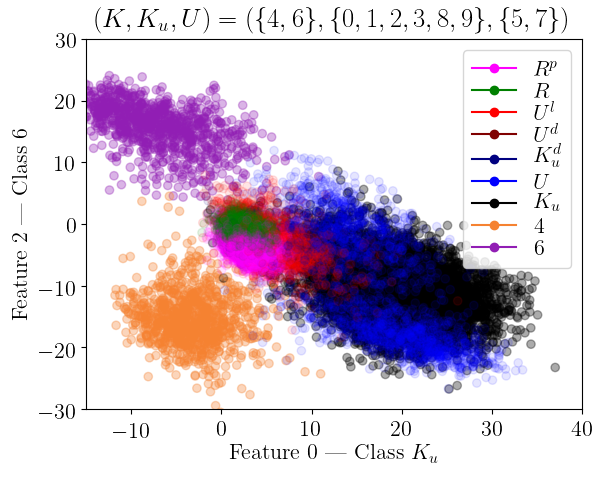 (K, K_u, U) = ({4, 6}, {0, 1, 2, 3, 8, 9}, {5, 7})
30
20
10
0
−10
−20
−30
Feature 2 — Class 6
R^p
R
U^l
U^d
K_u^d
U
K_u
4
6
−10
0
10
20
30
40
Feature 0 — Class K_u